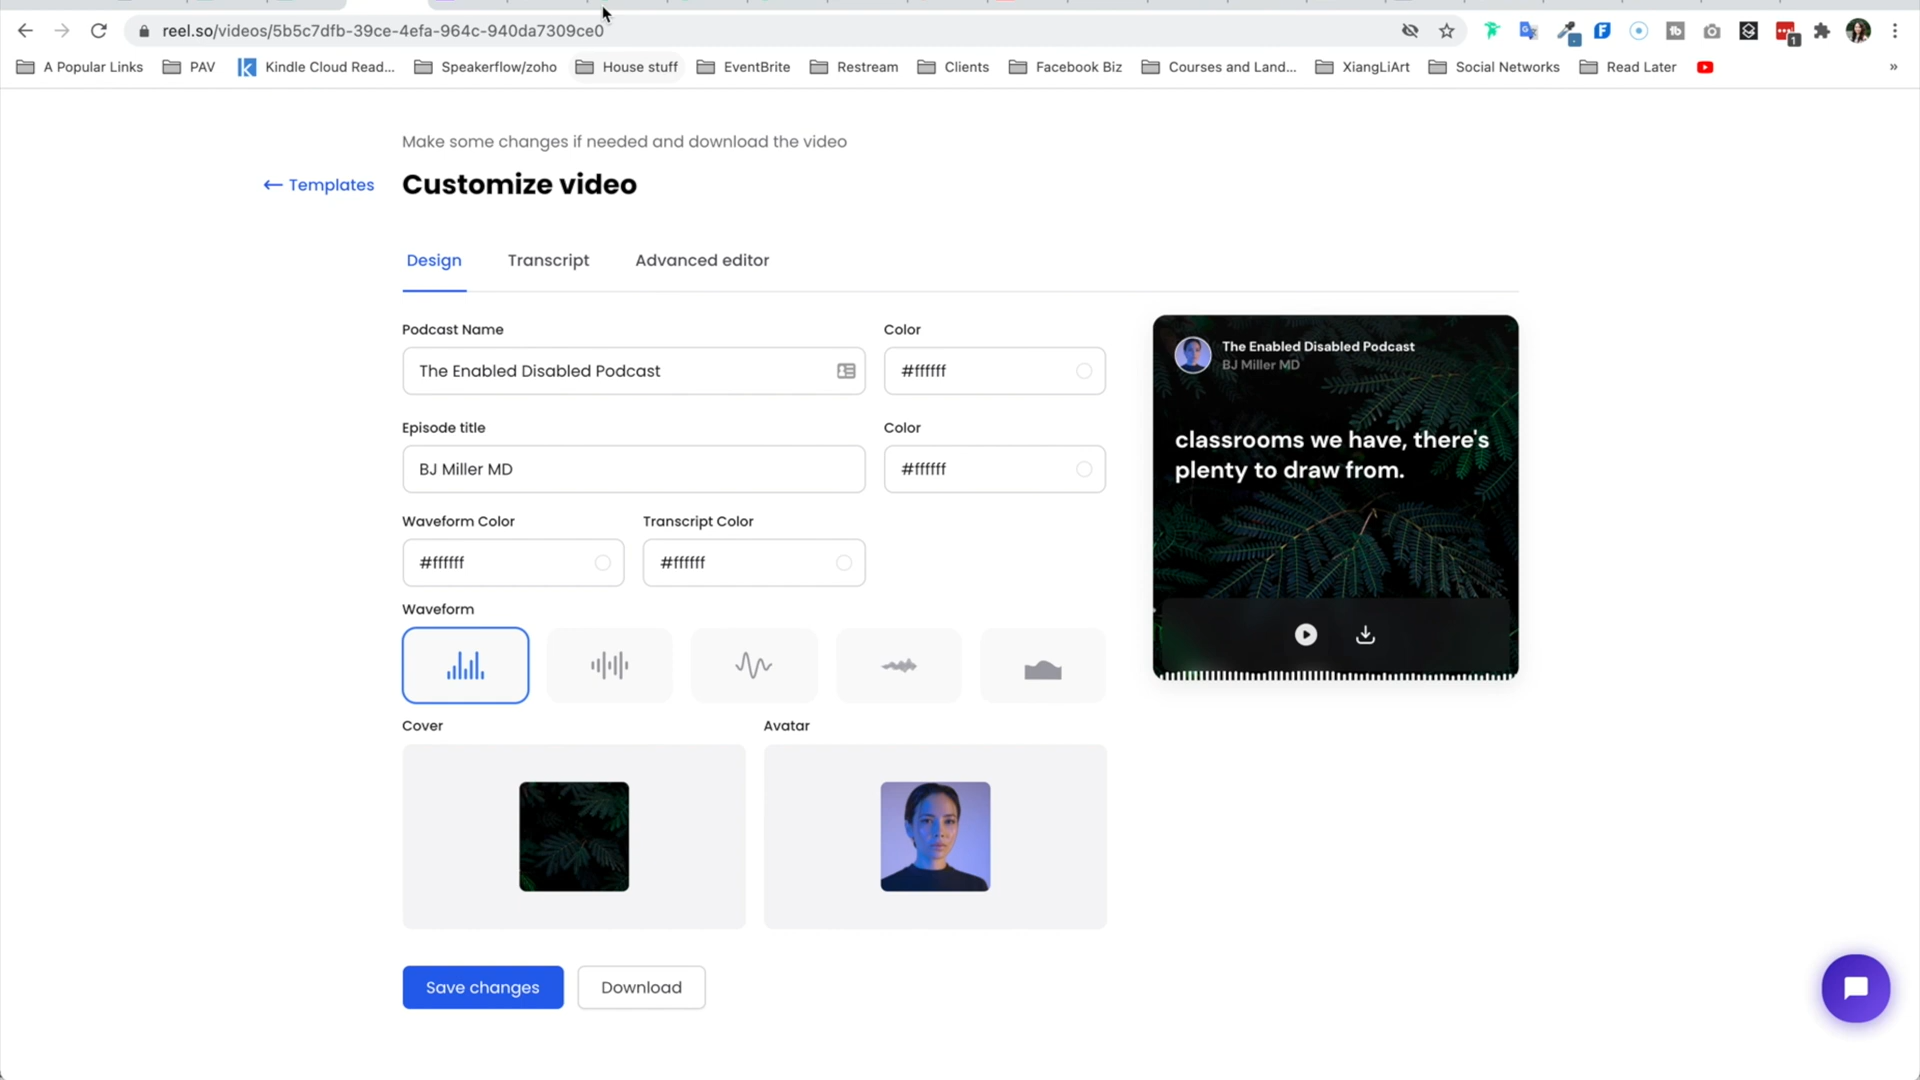 reel.so/videos/5b5c7dfb-39ce-4efa-964c-940da7309ce0
1
A Popular Links
PAV
Kindle Cloud Read...
Speakerflow/zoho
House stuff
EventBrite
Restream
Clients
Facebook Biz
Courses and Land...
XiangLiArt
Social Networks
Read Later
»
Make some changes if needed and download the video
← Templates
Customize video
Design
Transcript
Advanced editor
Podcast Name
Color
The Enabled Disabled Podcast
#ffffff
Episode title
Color
BJ Miller MD
#ffffff
Waveform Color
Transcript Color
#ffffff
#ffffff
Waveform
Cover
Avatar
Save changes
Download
The Enabled Disabled Podcast
BJ Miller MD
classrooms we have, there's
plenty to draw from.